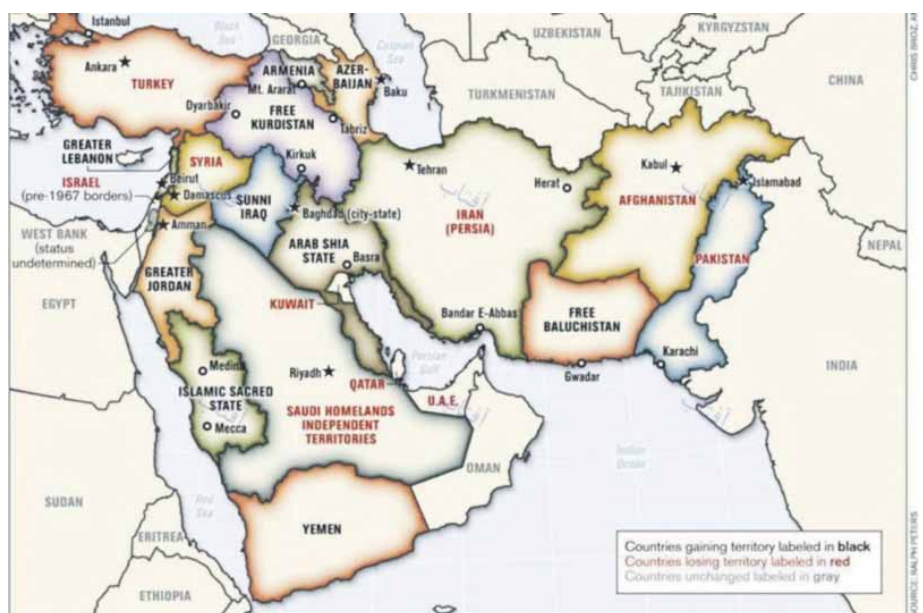 Istanbul
Black
Sea
GEORGIA
Caspian
Sea
UZBEKISTAN
KYRGYZSTAN
Ankara
TURKEY
ARMENIA
Mt. Ararat
AZER-
BAIJAN
Baku
TURKMENISTAN
TAJIKISTAN
CHINA
Dyarbakir
FREE
KURDISTAN
Tabriz
GREATER
LEBANON
SYRIA
Kirkuk
Tehran
Kabul
Herat
Islamabad
ISRAEL
(pre-1967 borders)
Beirut
Damascus
SUNNI
IRAQ
Baghdad (city-state)
IRAN
(PERSIA)
AFGHANISTAN
WEST BANK
(status
undetermined)
Amman
ARAB SHIA
STATE
Basra
PAKISTAN
NEPAL
EGYPT
GREATER
JORDAN
KUWAIT
Bandar E-Abbas
FREE
BALUCHISTAN
Karachi
INDIA
Persian
Gulf
Gwadar
Medina
ISLAMIC SACRED
STATE
Mecca
Riyadh
QATAR
U.A.E.
SAUDI HOMELANDS
INDEPENDENT
TERRITORIES
OMAN
Indian
Ocean
SUDAN
Red
Sea
YEMEN
ERITREA
ETHIOPIA
Countries gaining territory labeled in black
Countries losing territory labeled in red
Countries unchanged labeled in gray
RALPH PETERS